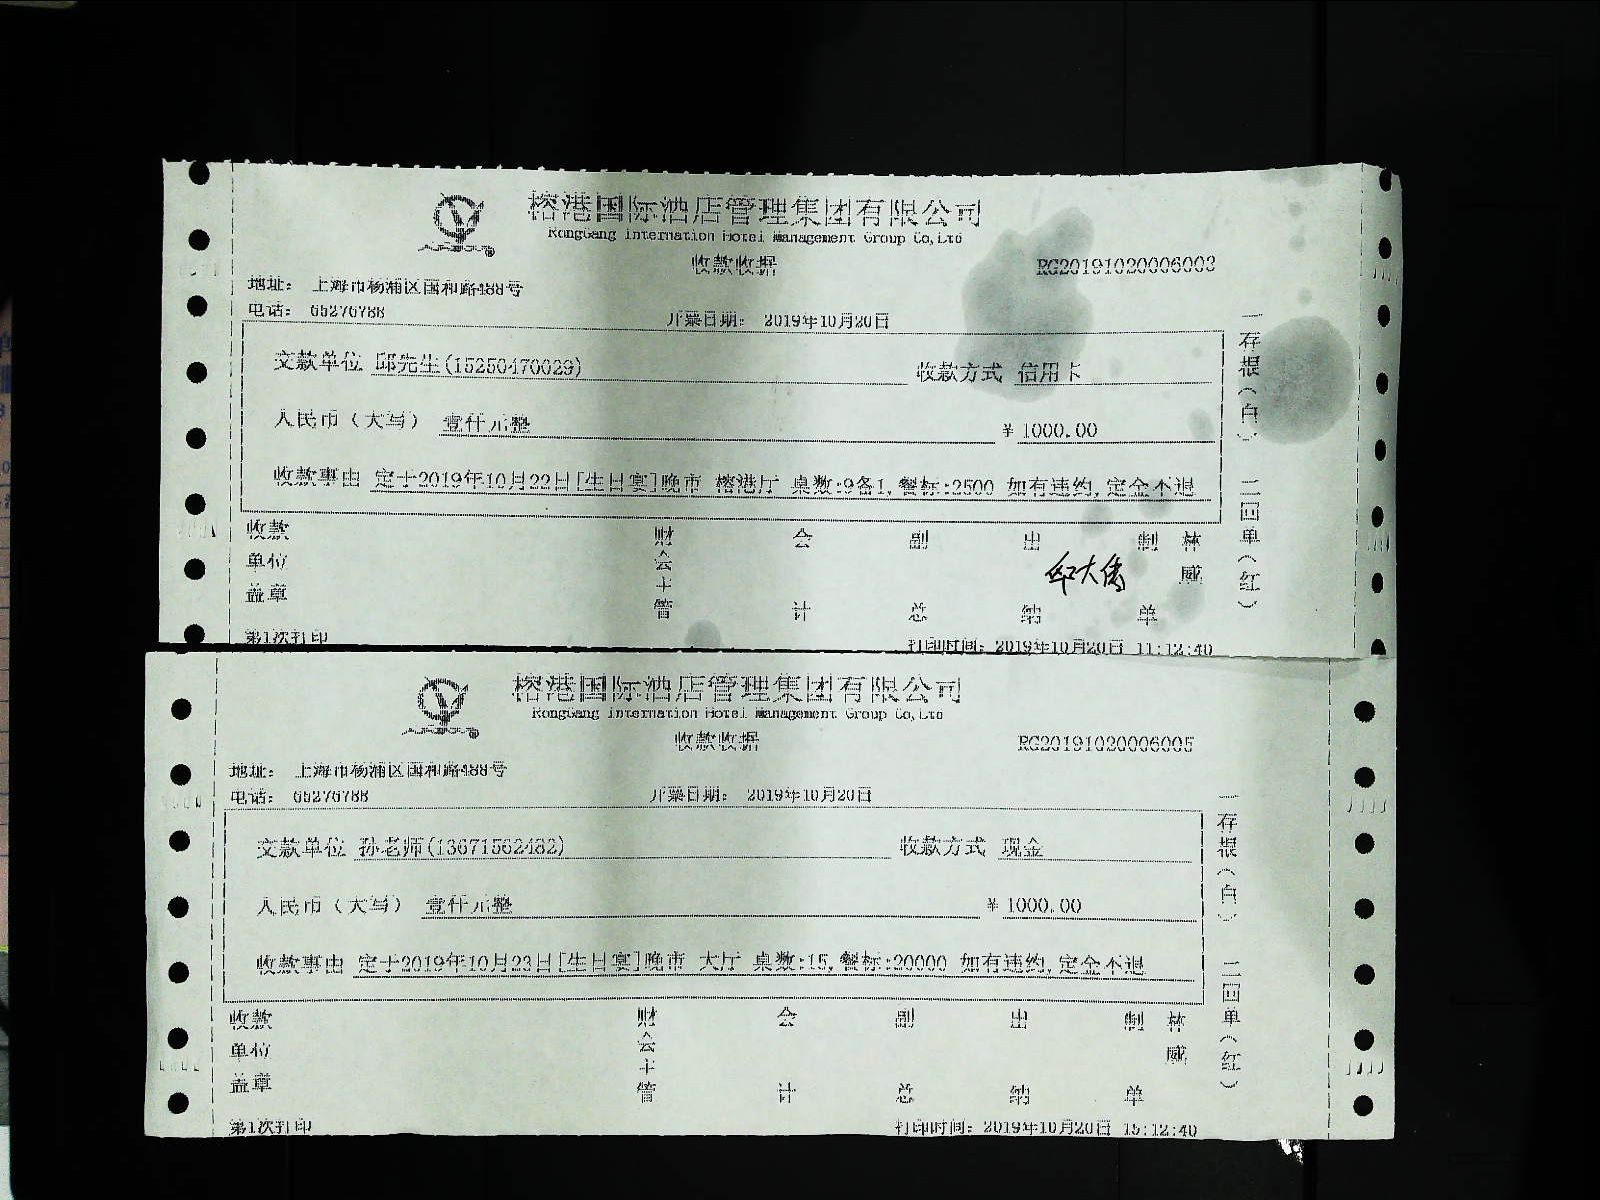 榕港国际酒店管理集团有限公司
RongGang Internation Hotel Management Group Co,Ltd
收款收据 RG20191020006003
地址： 上海市杨浦区国和路488号
电话： 65276788 开票日期： 2019年10月20日
交款单位 邱先生(15250470029) 收款方式 信用卡
人民币（大写） 壹仟元整 ¥ 1000.00
收款事由 定于2019年10月22日[生日宴]晚市 榕港厅 桌数:9备1,餐标:2500 如有违约,定金不退
一存根（白） 二回单（红）
收款单位盖章 财会主管 会计 副总 出纳 制单 林威
第1次打印 打印时间：2019年10月20日 11:12:40
榕港国际酒店管理集团有限公司
RongGang Internation Hotel Management Group Co,Ltd
收款收据 RG20191020006005
地址： 上海市杨浦区国和路488号
电话： 65276788 开票日期： 2019年10月20日
交款单位 孙老师(13671562482) 收款方式 现金
人民币（大写） 壹仟元整 ¥ 1000.00
收款事由 定于2019年10月23日[生日宴]晚市 大厅 桌数:15,餐标:20000 如有违约,定金不退
一存根（白） 二回单（红）
收款单位盖章 财会主管 会计 副总 出纳 制单 林威
第1次打印 打印时间：2019年10月20日 15:12:40